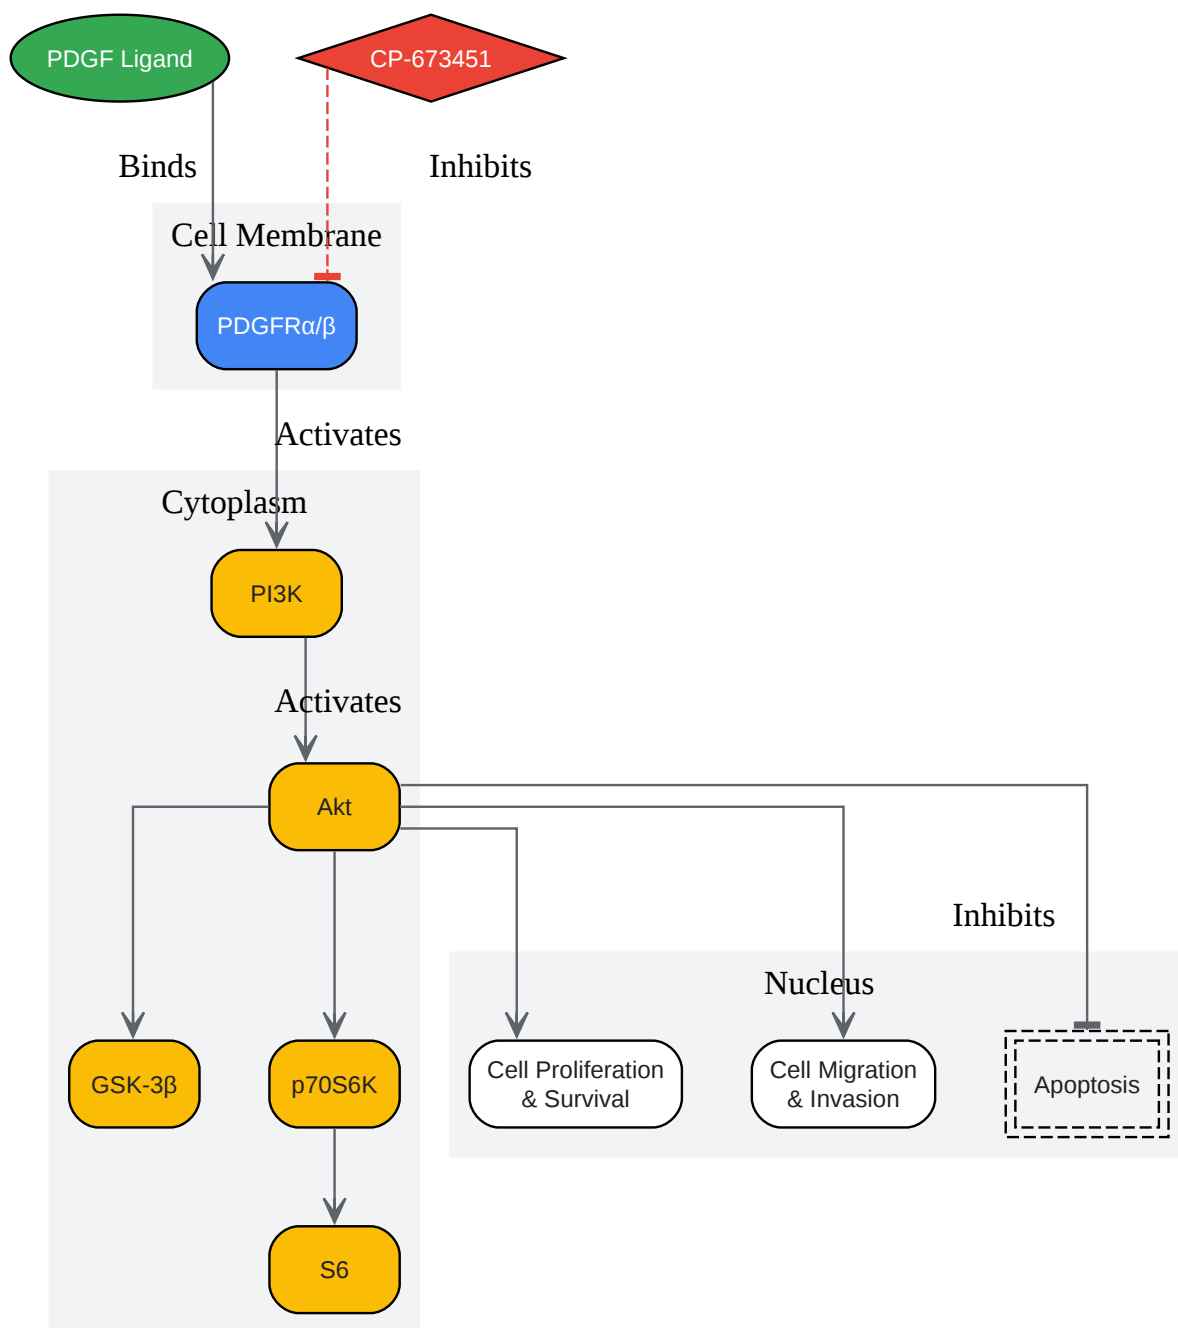 PDGF Ligand
CP-673451
Binds
Inhibits
Cell Membrane
PDGFRα/β
Activates
Cytoplasm
PI3K
Activates
Akt
Inhibits
Nucleus
GSK-3β
p70S6K
Cell Proliferation
& Survival
Cell Migration
& Invasion
Apoptosis
S6